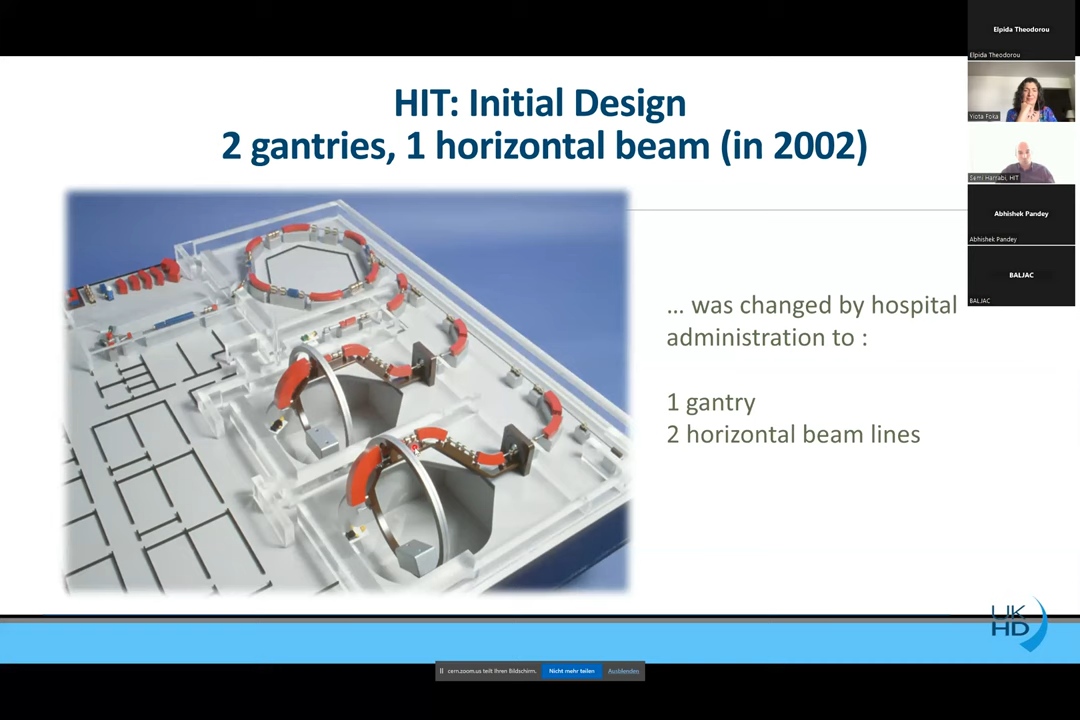 HIT: Initial Design
2 gantries, 1 horizontal beam (in 2002)
... was changed by hospital
administration to :
1 gantry
2 horizontal beam lines
UK
HD
Elpida Theodorou
Elpida Theodorou
Yiota Foka
Semi Harrabi, HIT
Abhishek Pandey
Abhishek Pandey
BALJAC
BALJAC
cern.zoom.us teilt Ihren Bildschirm.
Nicht mehr teilen
Ausblenden